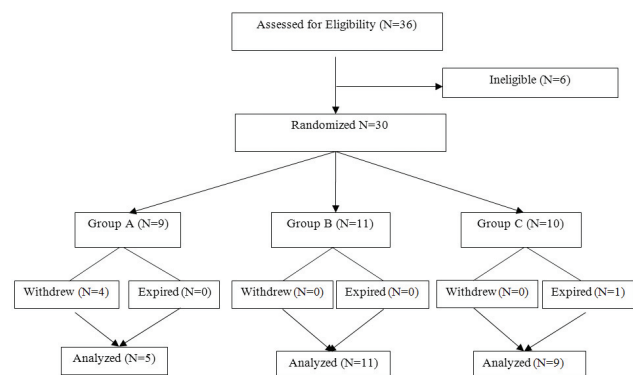 Assessed for Eligibility (N=36)
Ineligible (N=6)
Randomized N=30
Group A (N=9)
Group B (N=11)
Group C (N=10)
Withdrew (N=4)
Expired (N=0)
Withdrew (N=0)
Expired (N=0)
Withdrew (N=0)
Expired (N=1)
Analyzed (N=5)
Analyzed (N=11)
Analyzed (N=9)